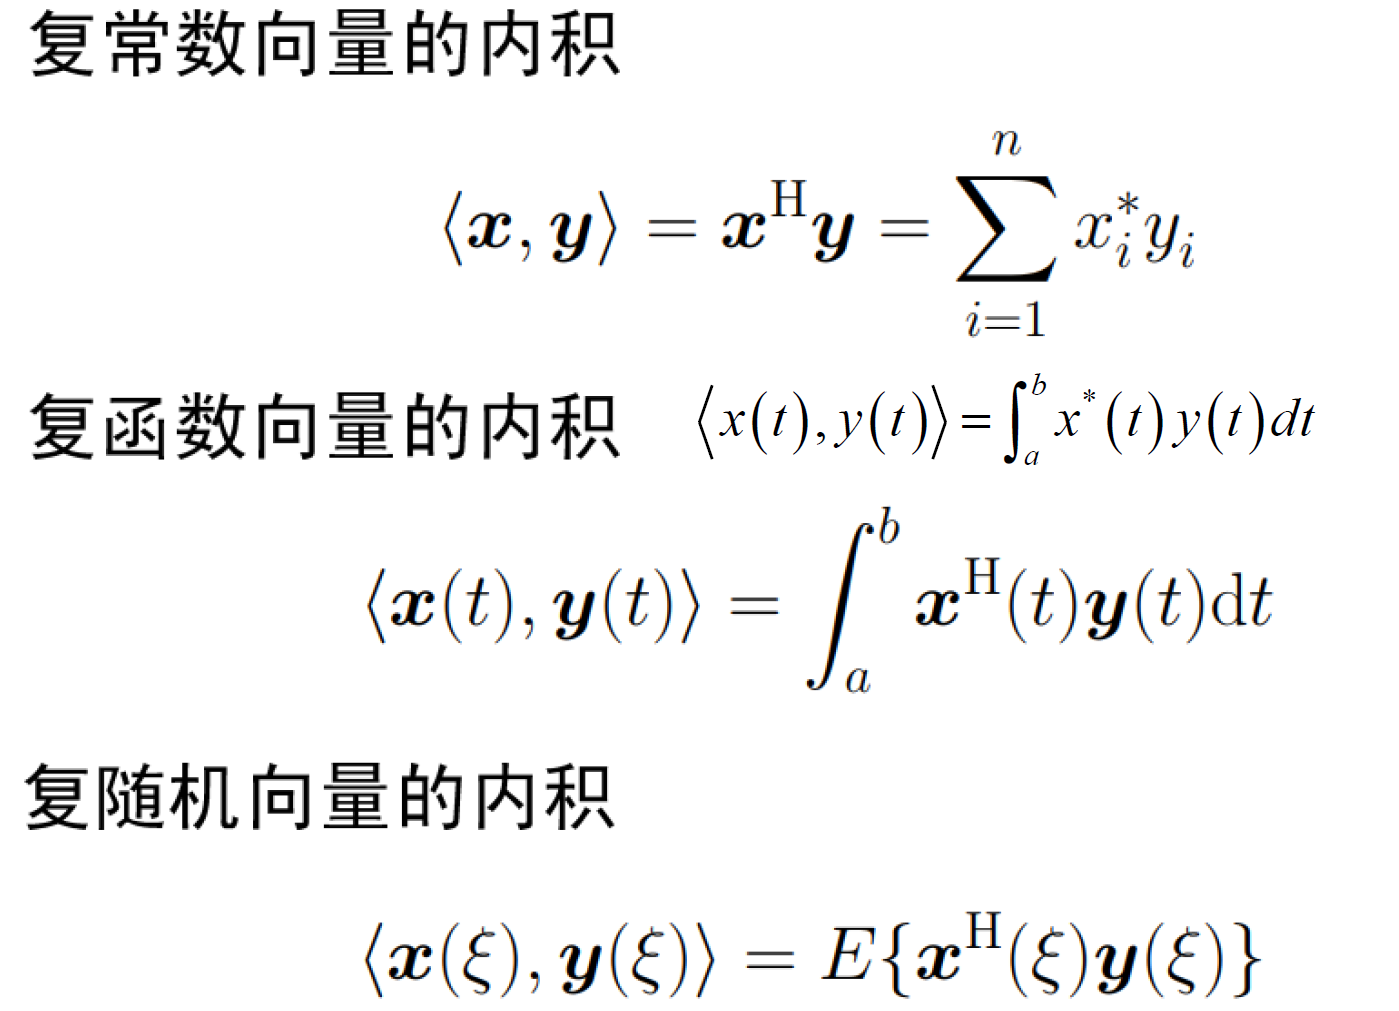 复常数向量的内积
⟨x, y⟩ = x^H y = ∑_{i=1}^{n} x_i^* y_i
复函数向量的内积 ⟨x(t), y(t)⟩ = ∫_a^b x^*(t) y(t) dt
⟨x(t), y(t)⟩ = ∫_a^b x^H(t) y(t) dt
复随机向量的内积
⟨x(ξ), y(ξ)⟩ = E{x^H(ξ) y(ξ)}